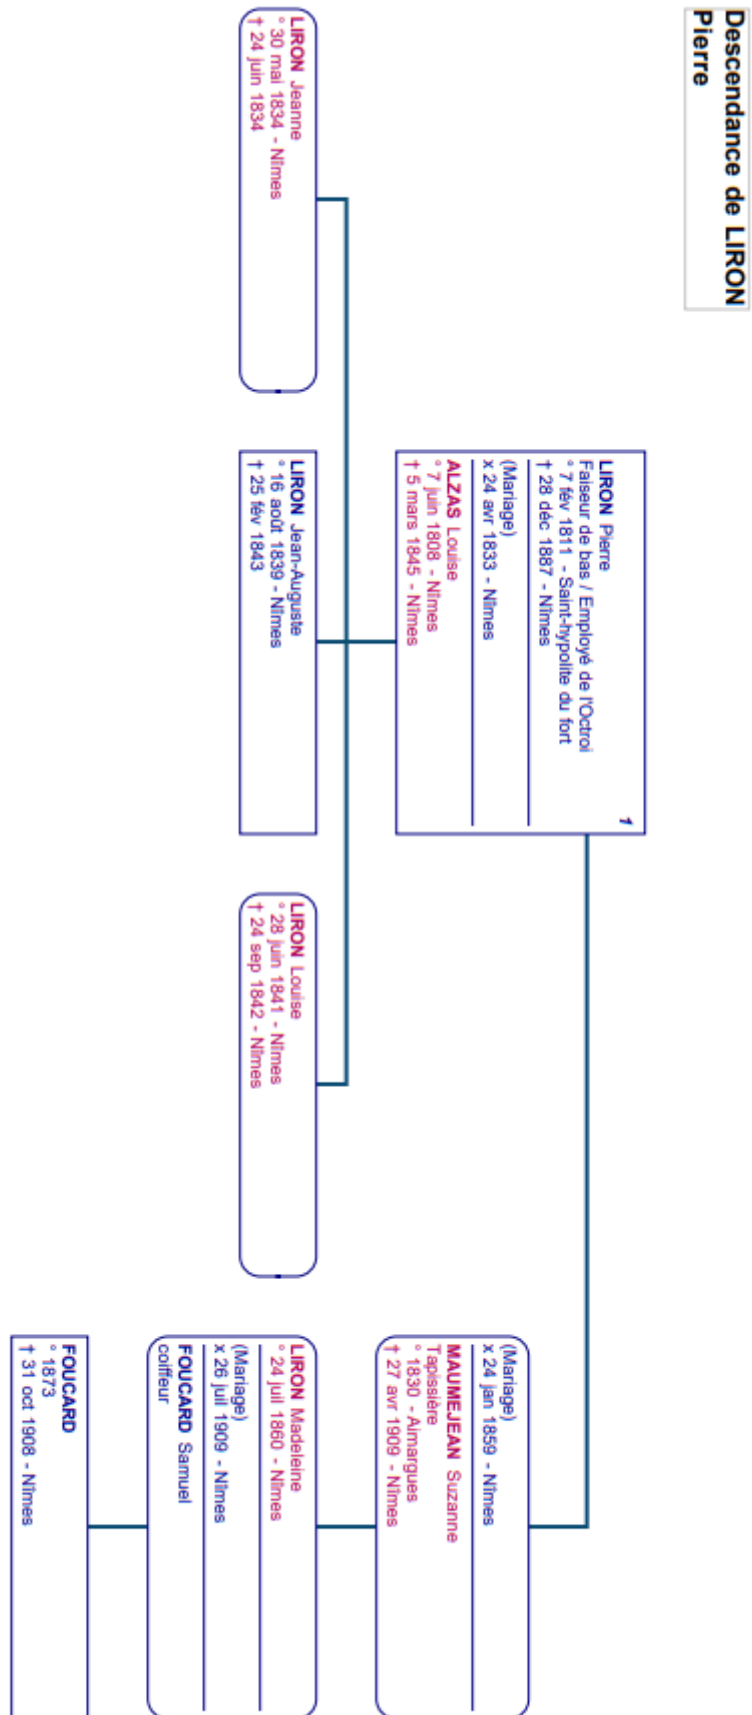 Descendance de LIRON
Pierre
LIRON Pierre
Faiseur de bas / Employé de l'Octroi
° 7 fév 1811 - Saint-hypolite du fort
† 28 déc 1887 - Nîmes
1
(Mariage)
x 24 avr 1833 - Nîmes
ALZAS Louise
° 7 juin 1808 - Nîmes
† 5 mars 1845 - Nîmes
(Mariage)
x 24 jan 1859 - Nîmes
MAUMEJEAN Suzanne
Tapissière
° 1830 - Aimargues
† 27 avr 1909 - Nîmes
LIRON Jeanne
° 30 mai 1834 - Nîmes
† 24 juin 1834
LIRON Jean-Auguste
° 16 août 1839 - Nîmes
† 25 fév 1843
LIRON Louise
° 28 juin 1841 - Nîmes
† 24 sep 1842 - Nîmes
LIRON Madeleine
° 24 juil 1860 - Nîmes
(Mariage)
x 26 juil 1909 - Nîmes
FOUCARD Samuel
coiffeur
FOUCARD
° 1873
† 31 oct 1908 - Nîmes